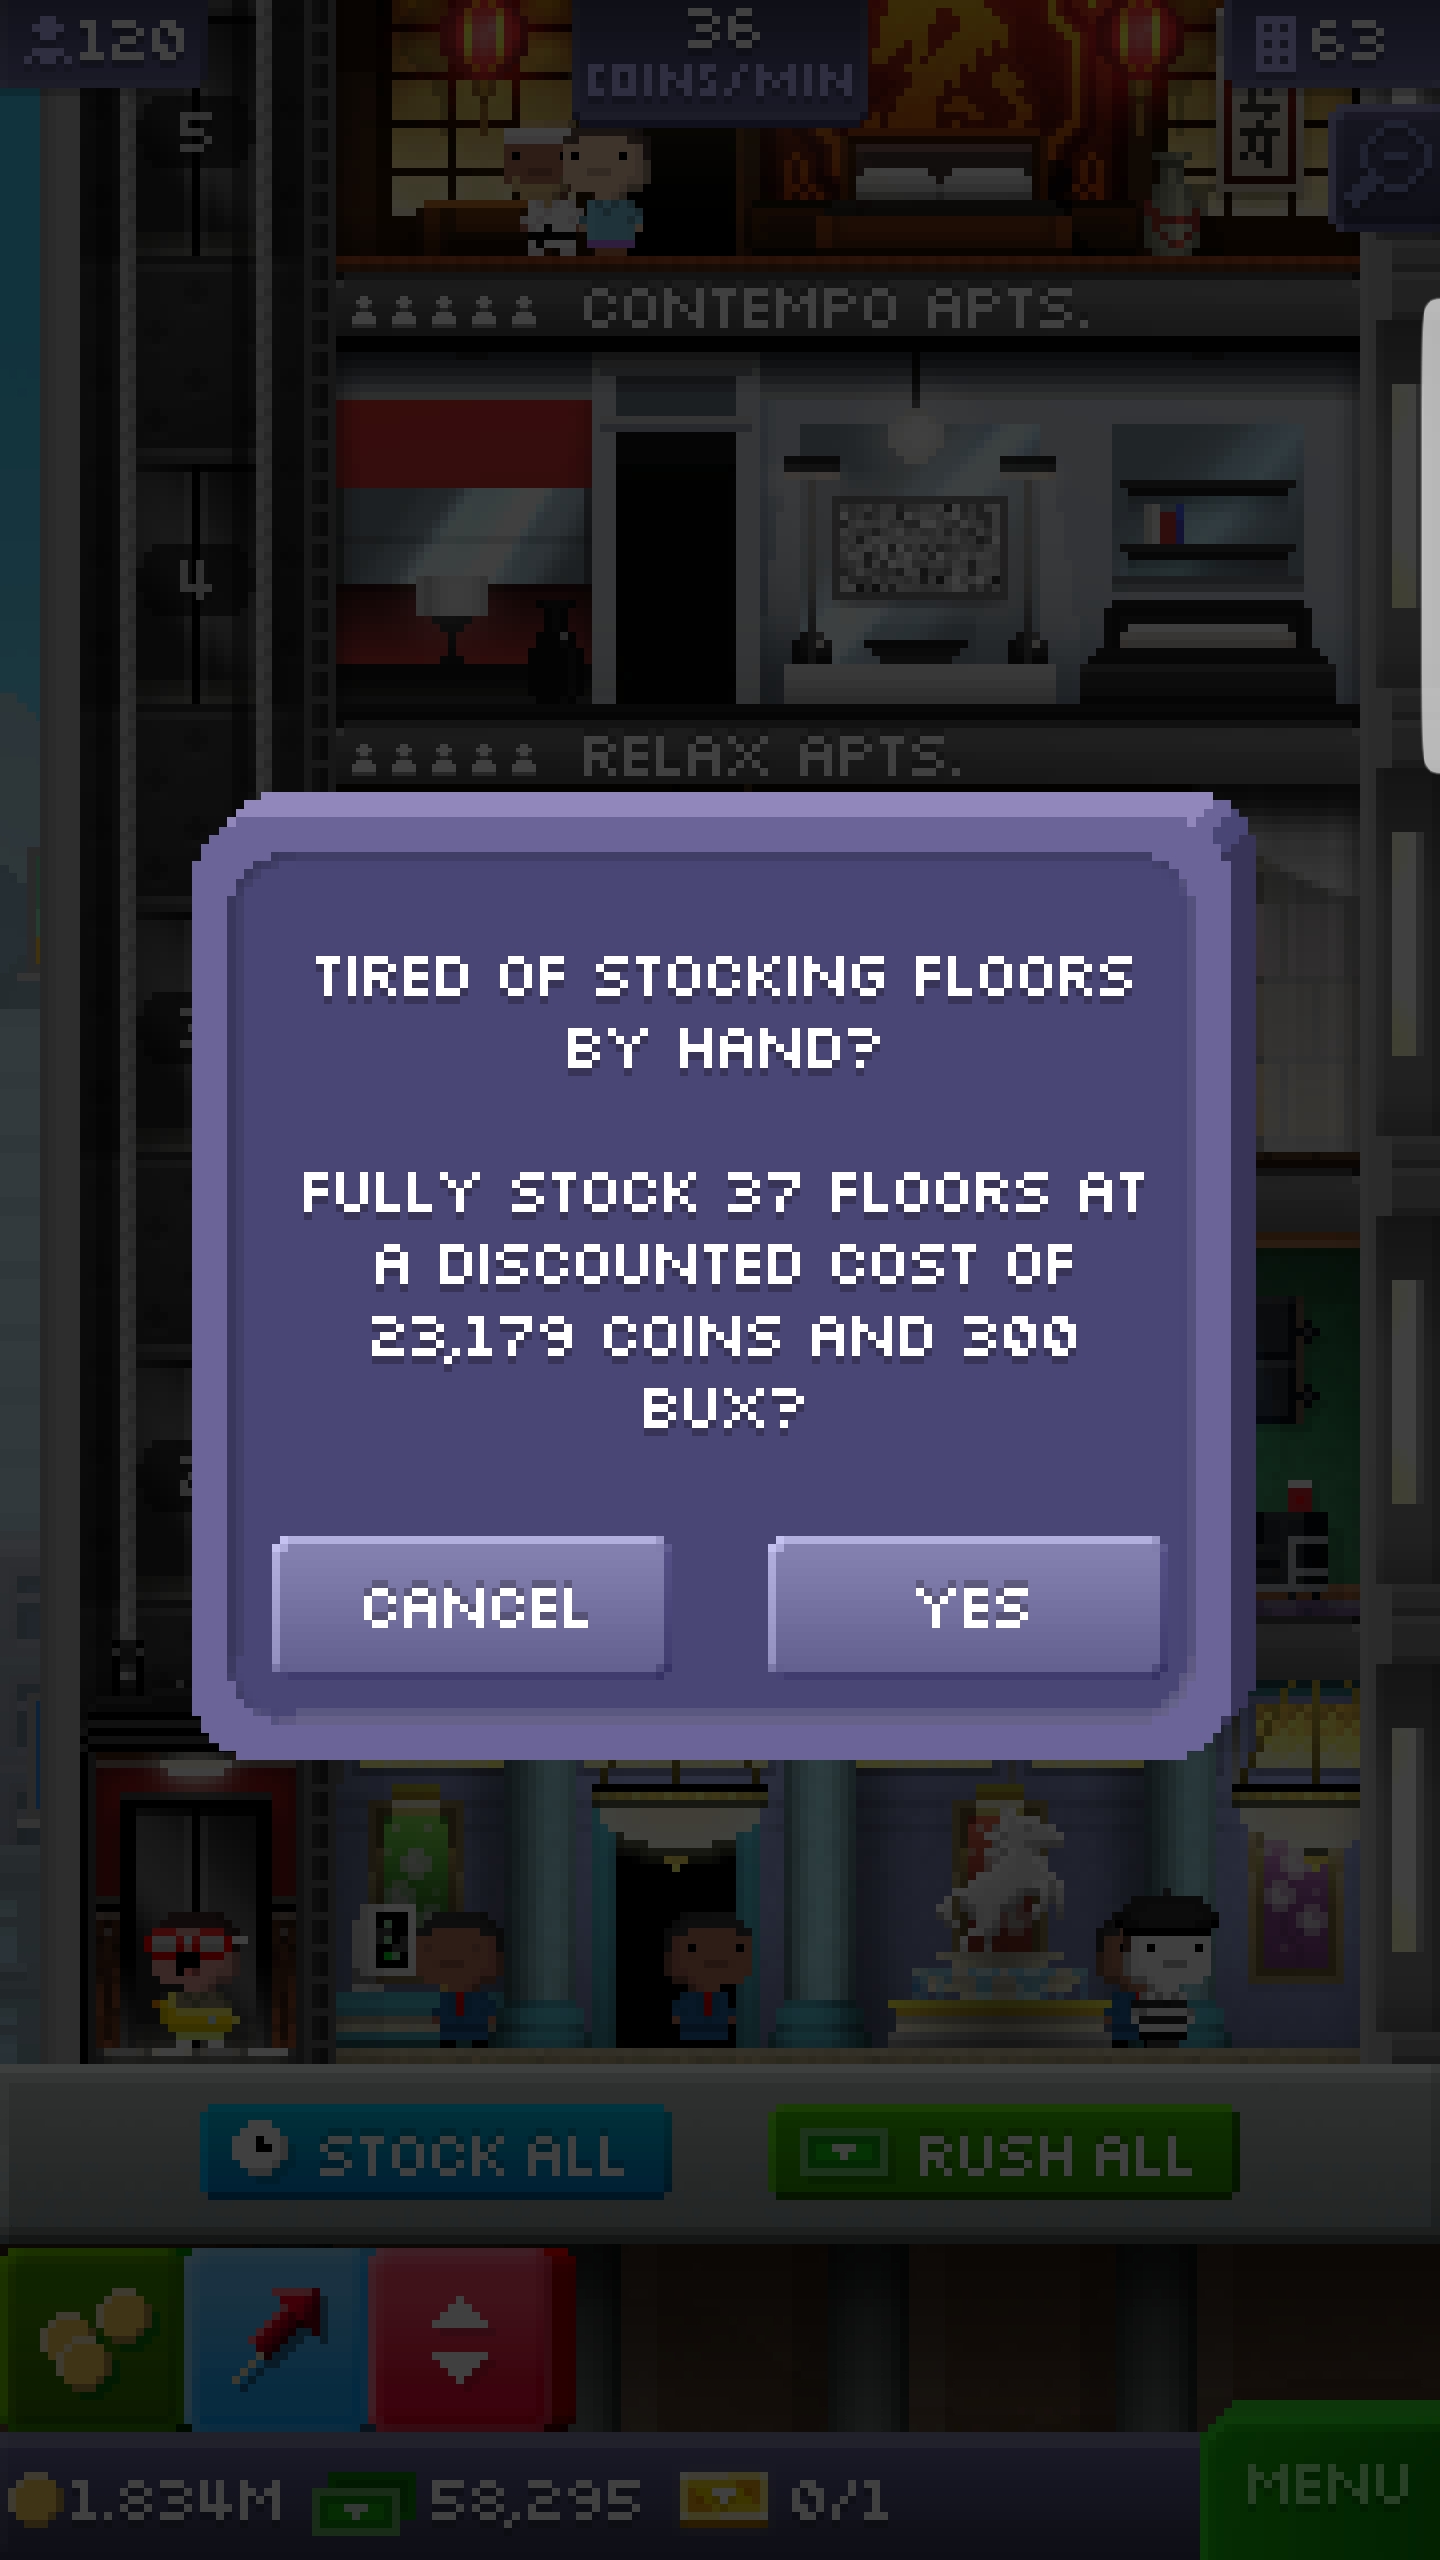 120
36
COINS/MIN
63
5
CONTEMPO APTS.
4
RELAX APTS.
TIRED OF STOCKING FLOORS
BY HAND?
FULLY STOCK 37 FLOORS AT
A DISCOUNTED COST OF
23,179 COINS AND 300
BUX?
CANCEL
YES
STOCK ALL
RUSH ALL
1.834M
58,295
0/1
MENU